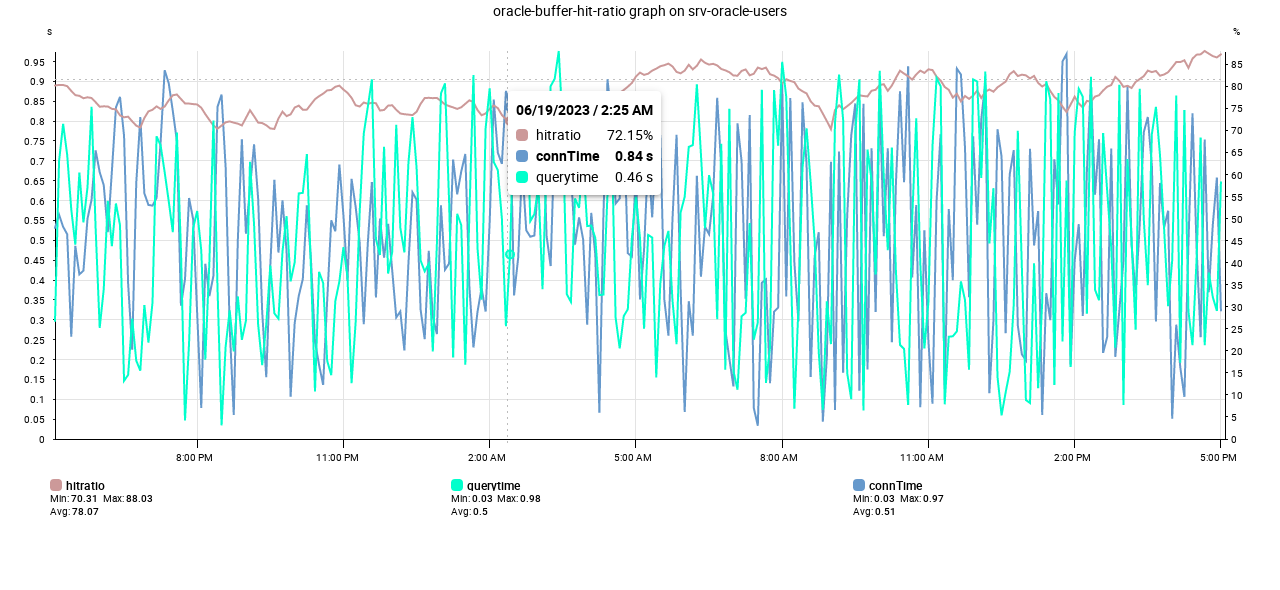 oracle-buffer-hit-ratio graph on srv-oracle-users
s %
0.95
0.9
0.85
0.8
0.75
0.7
0.65
0.6
0.55
0.5
0.45
0.4
0.35
0.3
0.25
0.2
0.15
0.1
0.05
0
85
80
75
70
65
60
55
50
45
40
35
30
25
20
15
10
5
0
06/19/2023 / 2:25 AM
hitratio 72.15%
connTime 0.84 s
querytime 0.46 s
8:00 PM 11:00 PM 2:00 AM 5:00 AM 8:00 AM 11:00 AM 2:00 PM 5:00 PM
hitratio
Min: 70.31 Max: 88.03
Avg: 78.07
querytime
Min: 0.03 Max: 0.98
Avg: 0.5
connTime
Min: 0.03 Max: 0.97
Avg: 0.51